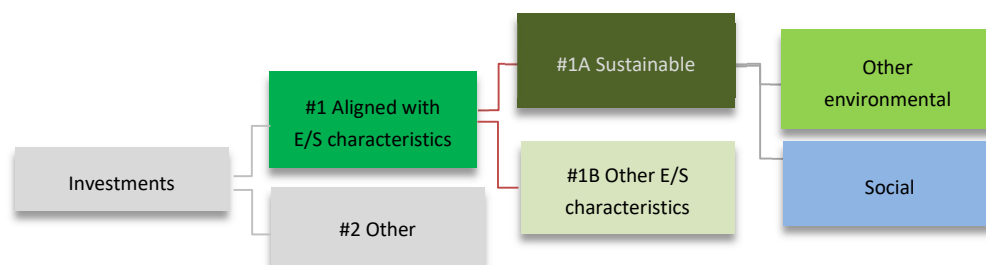 Investments
#1 Aligned with
E/S characteristics
#2 Other
#1A Sustainable
#1B Other E/S
characteristics
Other
environmental
Social